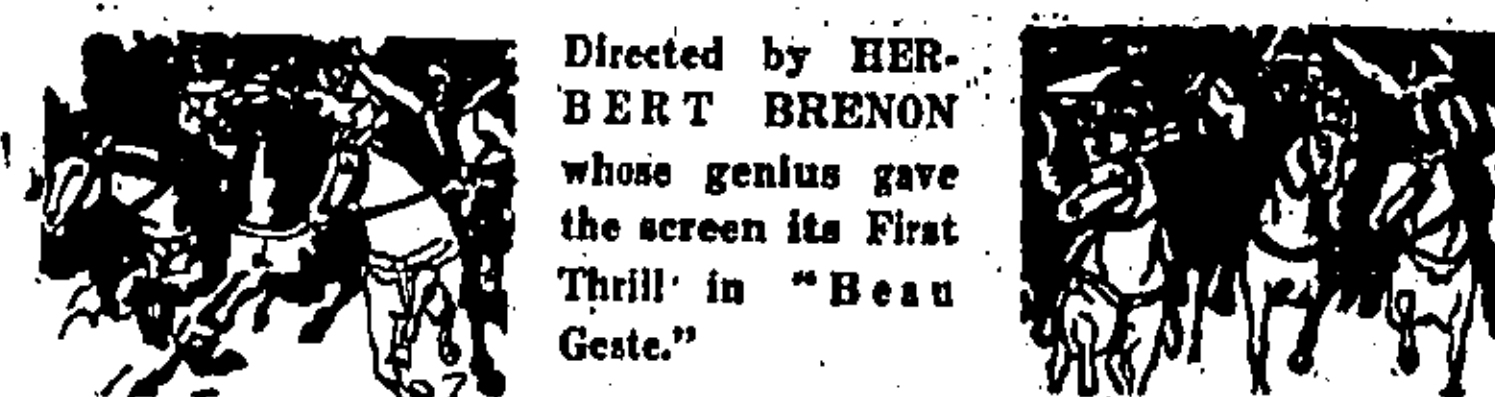 Directed by HER-
BERT BRENON
whose genius gave
the screen its First
Thrill in "Beau
Geste."